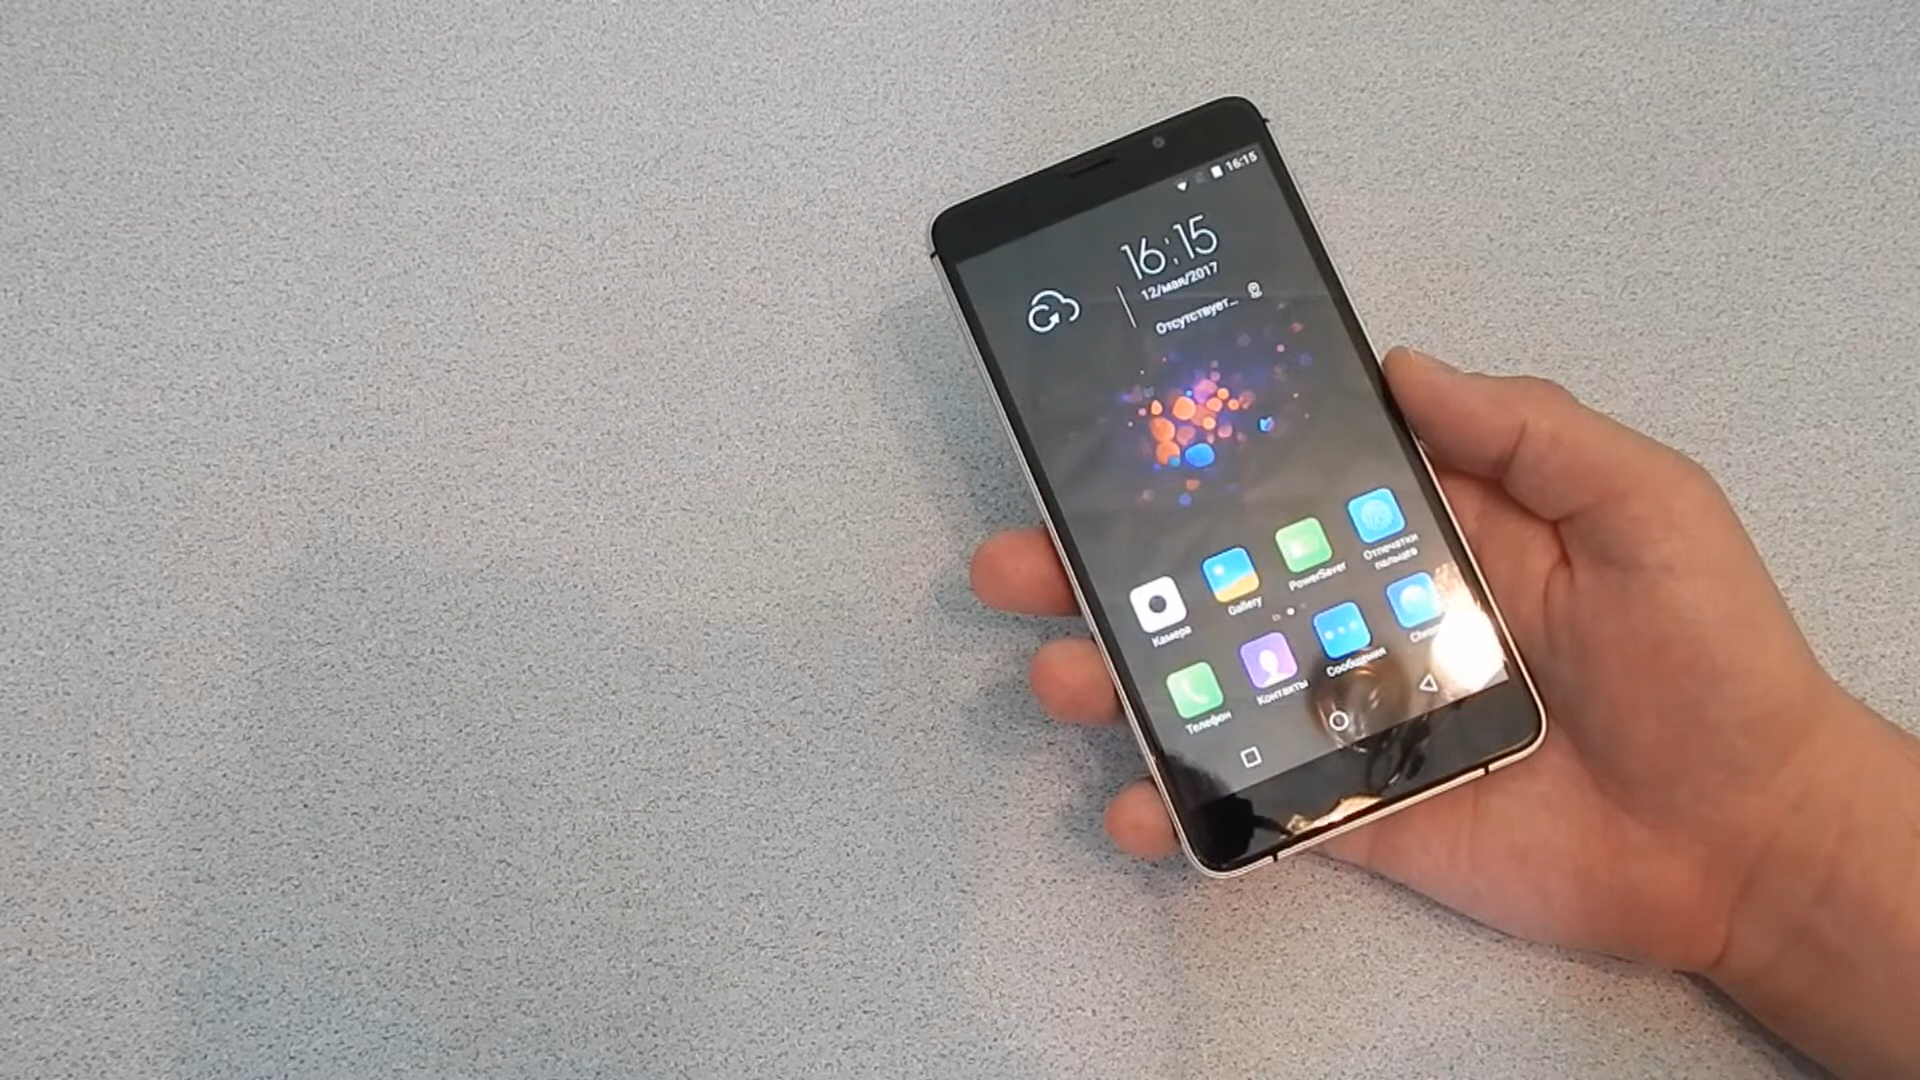 16:15
16:15
12/мая/2017
Отсутствует...
Камера
Gallery
PowerSaver
Отпечатки
пальцев
Телефон
Контакты
Сообщения